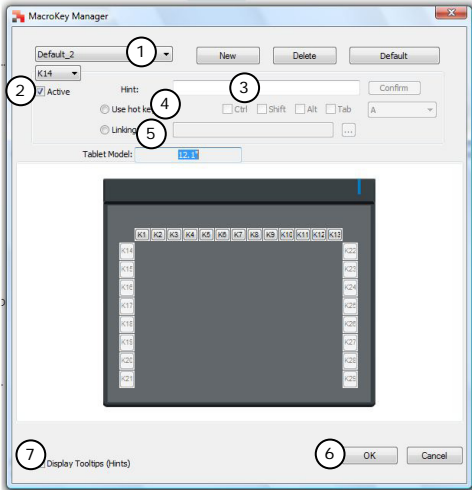 MacroKey Manager
Default_2 1 New Delete Default
K14
2 Active Hint: 3 Confirm
Use hot key 4 Ctrl Shift Alt Tab A
Linking 5 ...
Tablet Model: 12.1"
K1 K2 K3 K4 K5 K6 K7 K8 K9 K10 K11 K12 K13
K14 K22
K15 K23
K16 K24
K17 K25
K18 K26
K19 K27
K20 K28
K21 K29
7 Display Tooltips (Hints) 6 OK Cancel